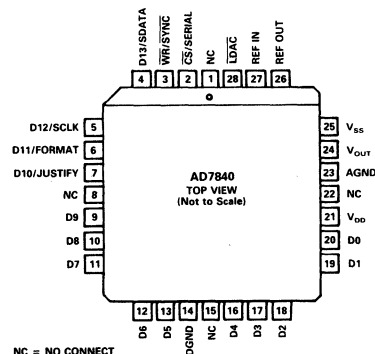 D13/SDATA
WR/SYNC
CS/SERIAL
NC
LDAC
REF IN
REF OUT
4 3 2 1 28 27 26
D12/SCLK 5
D11/FORMAT 6
D10/JUSTIFY 7
NC 8
D9 9
D8 10
D7 11
AD7840
TOP VIEW
(Not to Scale)
25 VSS
24 VOUT
23 AGND
22 NC
21 VDD
20 D0
19 D1
12 13 14 15 16 17 18
D6
D5
DGND
NC
D4
D3
D2
NC = NO CONNECT